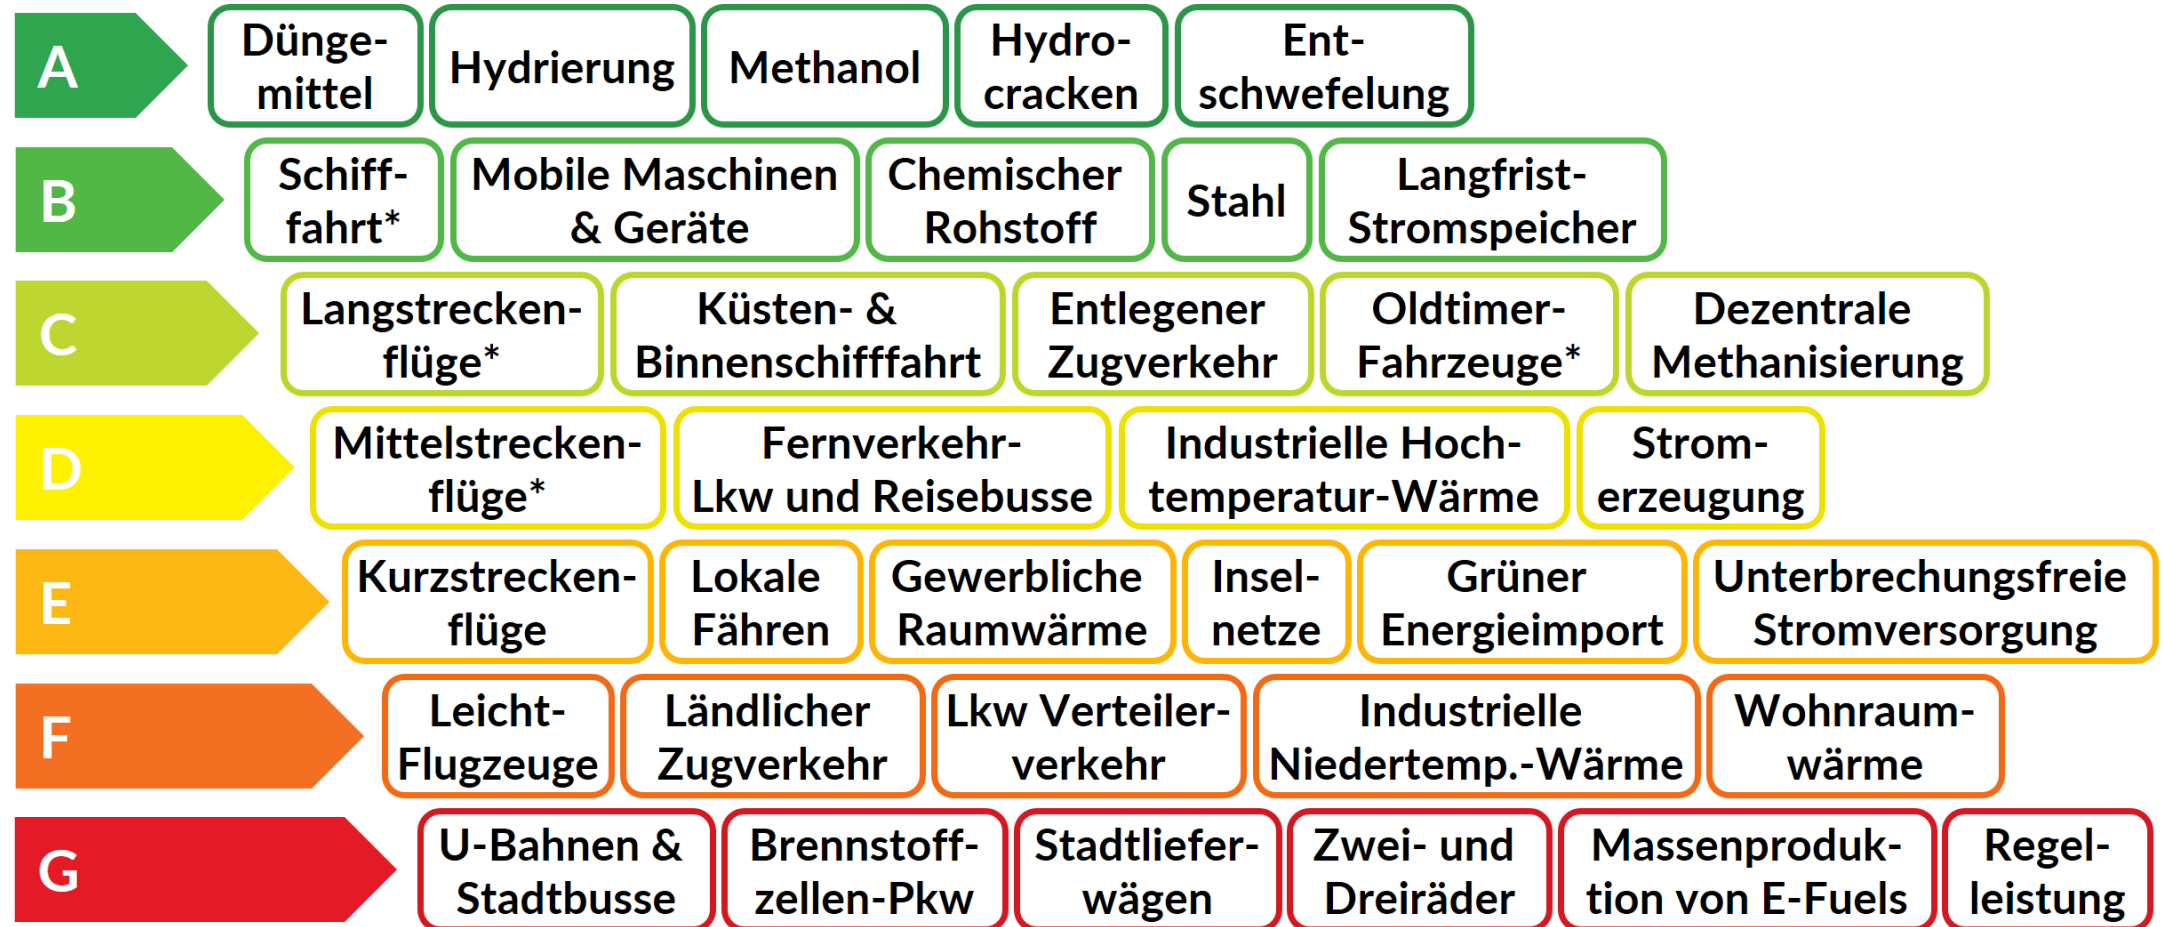 A
Dünge-
mittel
Hydrierung
Methanol
Hydro-
cracken
Ent-
schwefelung
B
Schiff-
fahrt*
Mobile Maschinen
& Geräte
Chemischer
Rohstoff
Stahl
Langfrist-
Stromspeicher
C
Langstrecken-
flüge*
Küsten- &
Binnenschifffahrt
Entlegener
Zugverkehr
Oldtimer-
Fahrzeuge*
Dezentrale
Methanisierung
D
Mittelstrecken-
flüge*
Fernverkehr-
Lkw und Reisebusse
Industrielle Hoch-
temperatur-Wärme
Strom-
erzeugung
E
Kurzstrecken-
flüge
Lokale
Fähren
Gewerbliche
Raumwärme
Insel-
netze
Grüner
Energieimport
Unterbrechungsfreie
Stromversorgung
F
Leicht-
Flugzeuge
Ländlicher
Zugverkehr
Lkw Verteiler-
verkehr
Industrielle
Niedertemp.-Wärme
Wohnraum-
wärme
G
U-Bahnen &
Stadtbusse
Brennstoff-
zellen-Pkw
Stadtliefer-
wägen
Zwei- und
Dreiräder
Massenproduk-
tion von E-Fuels
Regel-
leistung